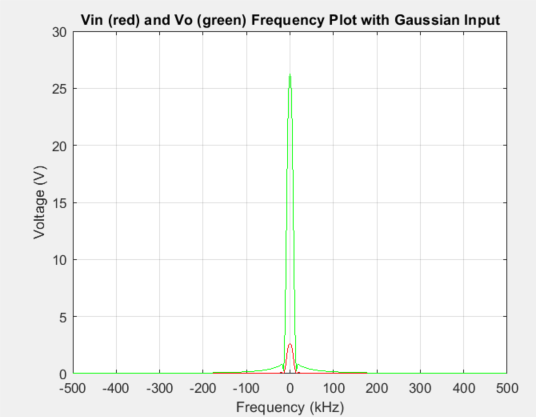 Vin (red) and Vo (green) Frequency Plot with Gaussian Input
30
25
20
15
10
5
0
Voltage (V)
-500 -400 -300 -200 -100 0 100 200 300 400 500
Frequency (kHz)